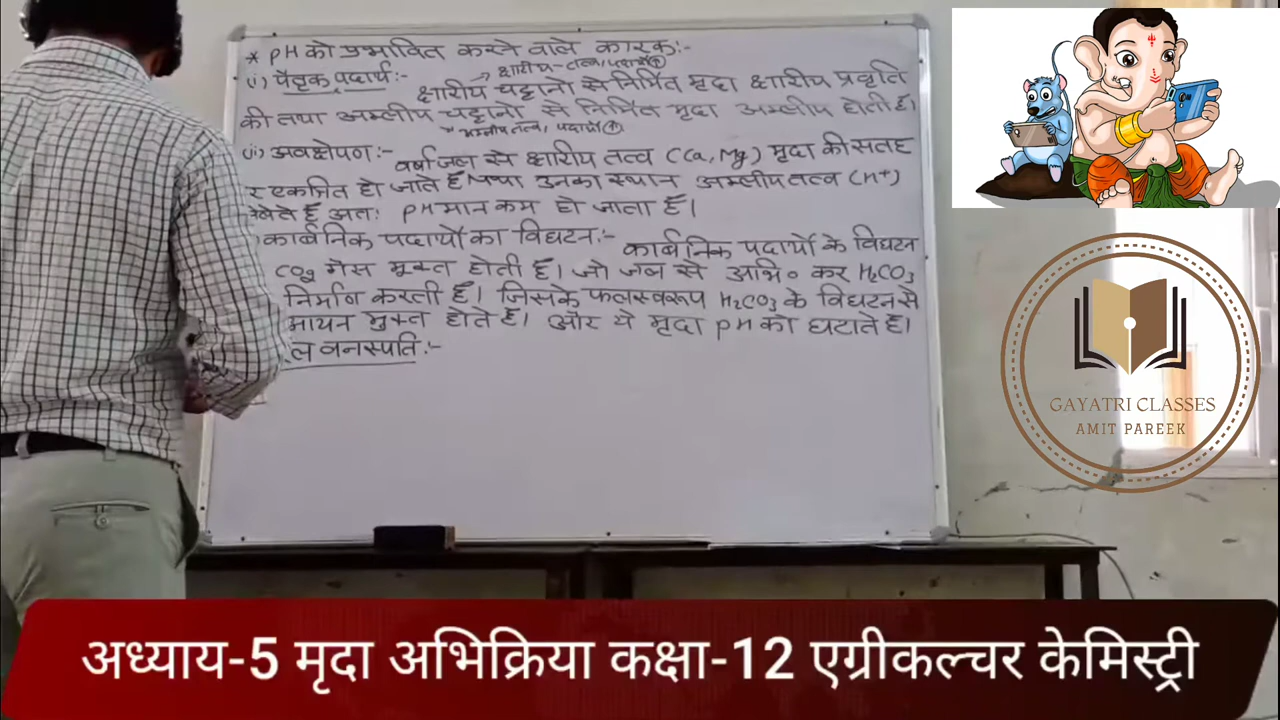 * pH को प्रभावित करने वाले कारक:-
(i) पैतृक पदार्थ:- → क्षारीय-तत्व/पदार्थो↑
क्षारीय चट्टानो से निर्मित मृदा क्षारीय प्रवृति
की तथा अम्लीय चट्टानो से निर्मित मृदा अम्लीय होती है।
अम्लीय तत्व, पदार्थो↑
(ii) अवक्षेपण:- वर्षा जल से क्षारीय तत्व (Ca, Mg) मृदा की सतह
र एकत्रित हो जाते है तथा उनका स्थान अम्लीय तत्व (H+)
लेते है अतः pH मान कम हो जाता है।
) कार्बनिक पदार्थो का विघटन:- कार्बनिक पदार्थो के विघटन
CO2 गैस मुक्त होती है। जो जल से अभि० कर H2CO3
निर्माण करती है। जिसके फलस्वरूप H2CO3 के विघटन से
आयन मुक्त होते है। और ये मृदा pH को घटाते है।
ल वनस्पति:-
GAYATRI CLASSES
AMIT PAREEK
अध्याय-5 मृदा अभिक्रिया कक्षा-12 एग्रीकल्चर केमिस्ट्री